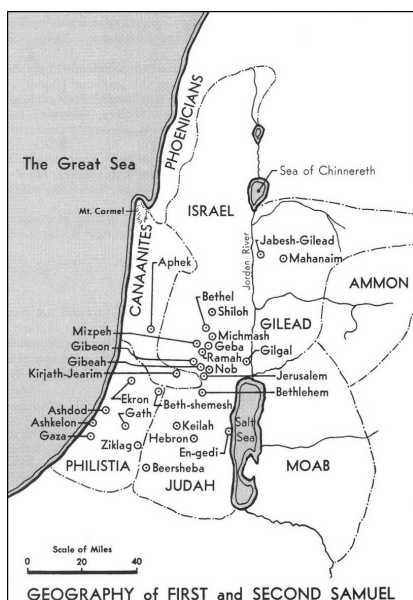 PHOENICIANS
The Great Sea
Sea of Chinnereth
ISRAEL
Mt. Carmel
CANAANITES
Jordan River
Jabesh-Gilead
Mahanaim
Aphek
AMMON
Bethel
Shiloh
GILEAD
Michmash
Mizpeh
Geba
Gibeon
Ramah
Gilgal
Gibeah
Nob
Kirjath-Jearim
Jerusalem
Ekron
Beth-shemesh
Bethlehem
Ashdod
Gath
Ashkelon
Keilah
Salt
Sea
Gaza
Hebron
Ziklag
En-gedi
PHILISTIA
Beersheba
MOAB
JUDAH
Scale of Miles
0 20 40
GEOGRAPHY of FIRST and SECOND SAMUEL